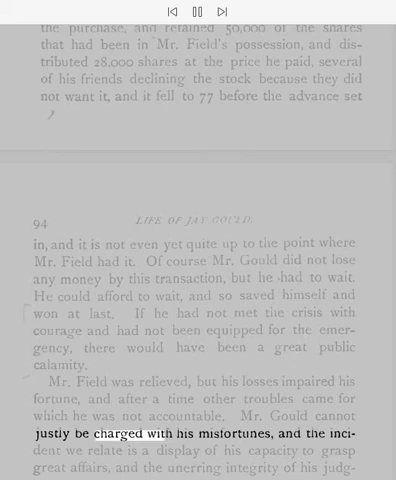 the purchase, and retained 50,000 of the shares
that had been in Mr. Field's possession, and dis-
tributed 28,000 shares at the price he paid, several
of his friends declining the stock because they did
not want it, and it fell to 77 before the advance set
94
LIFE OF JAY GOULD.
in, and it is not even yet quite up to the point where
Mr. Field had it. Of course Mr. Gould did not lose
any money by this transaction, but he had to wait.
He could afford to wait, and so saved himself and
won at last. If he had not met the crisis with
courage and had not been equipped for the emer-
gency, there would have been a great public
calamity.
Mr. Field was relieved, but his losses impaired his
fortune, and after a time other troubles came for
which he was not accountable. Mr. Gould cannot
justly be charged with his misfortunes, and the inci-
dent we relate is a display of his capacity to grasp
great affairs, and the unerring integrity of his judg-